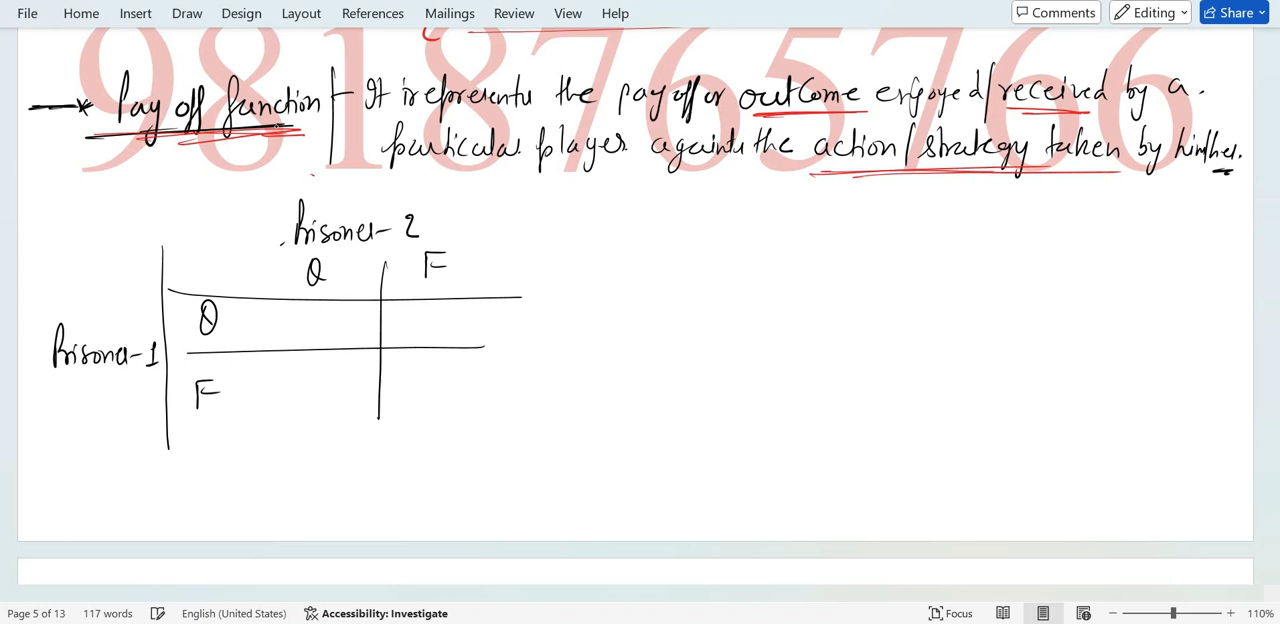 File Home Insert Draw Design Layout References Mailings Review View Help Comments Editing Share
9818765766
Pay off function It represents the pay off or outcome enjoyed/received by a
particular player againts the action/strategy taken by him/her.
Prisoner-2
Q F
Q
Prisoner-1
F
Page 5 of 13 117 words English (United States) Accessibility: Investigate Focus 110%